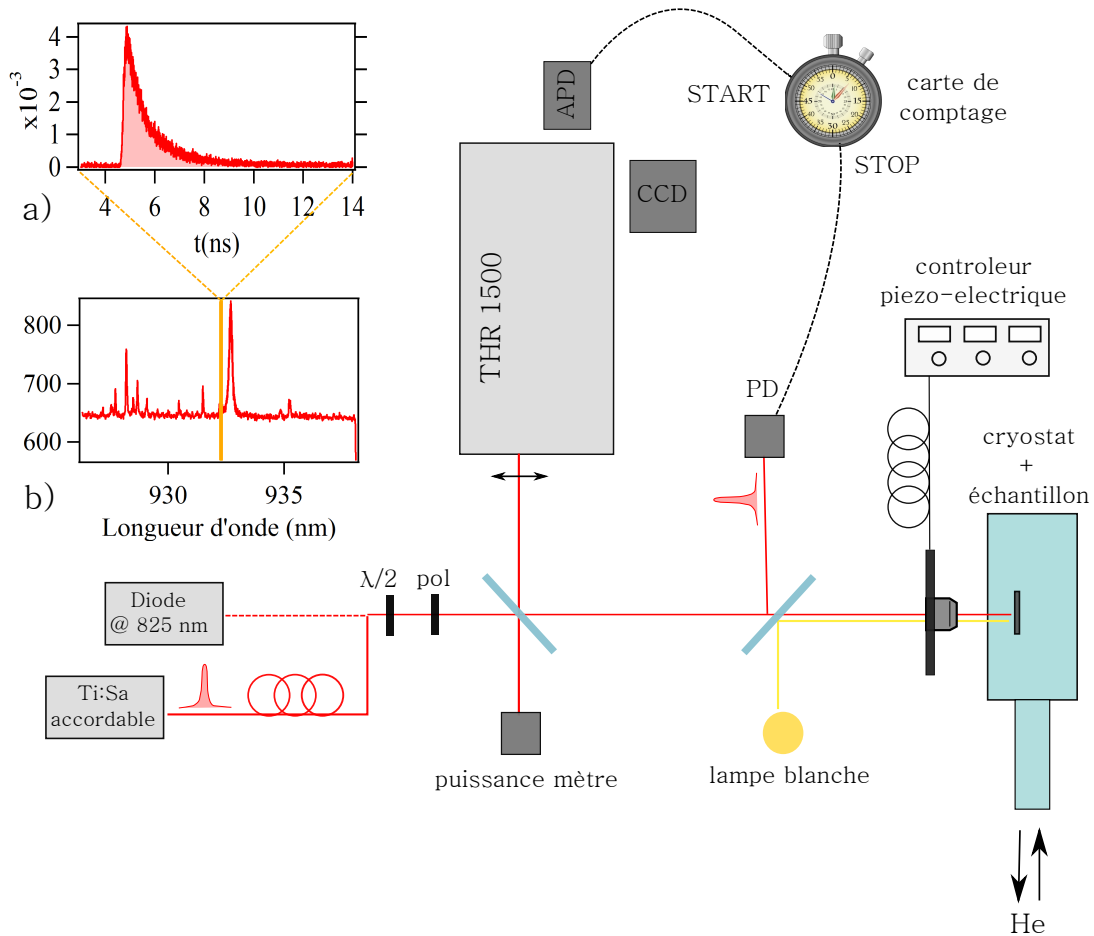 x10⁻³
4
3
2
1
0
4 6 8 10 12 14
t(ns)
a)
800
700
600
930 935
Longueur d'onde (nm)
b)
APD
START
carte de
comptage
STOP
CCD
THR 1500
controleur
piezo-electrique
PD
cryostat
+
échantillon
λ/2
pol
Diode
@ 825 nm
Ti:Sa
accordable
puissance mètre
lampe blanche
He